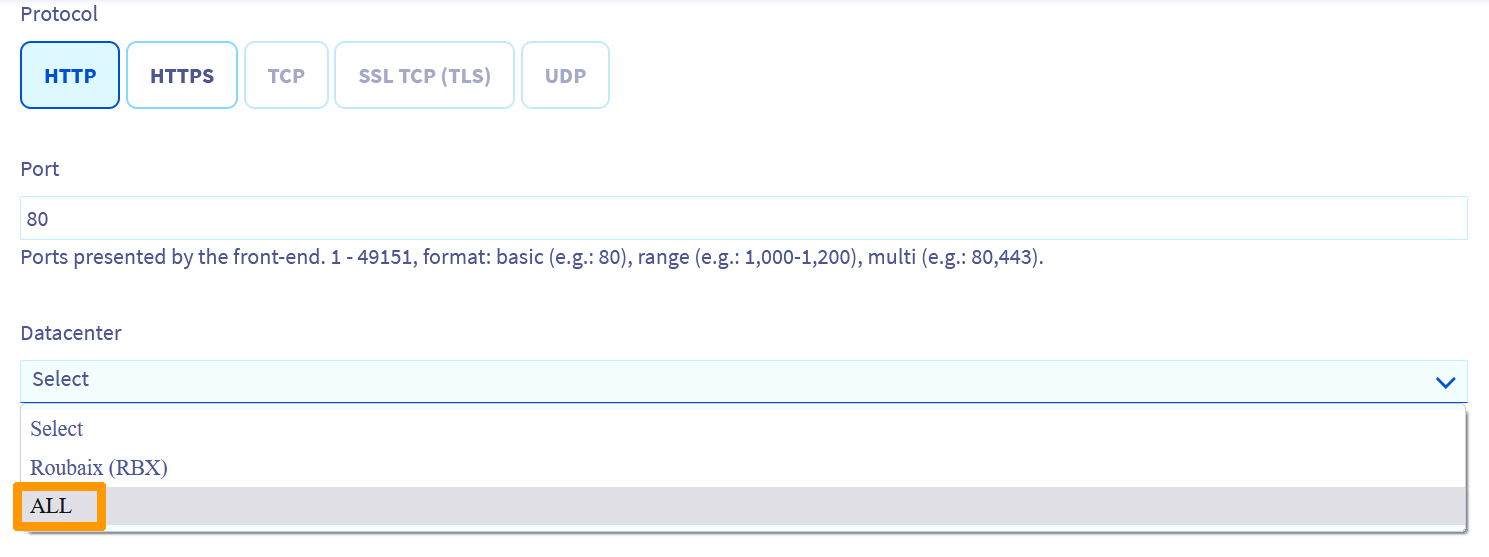 Protocol
HTTP HTTPS TCP SSL TCP (TLS) UDP
Port
80
Ports presented by the front-end. 1 - 49151, format: basic (e.g.: 80), range (e.g.: 1,000-1,200), multi (e.g.: 80,443).
Datacenter
Select
Select
Roubaix (RBX)
ALL